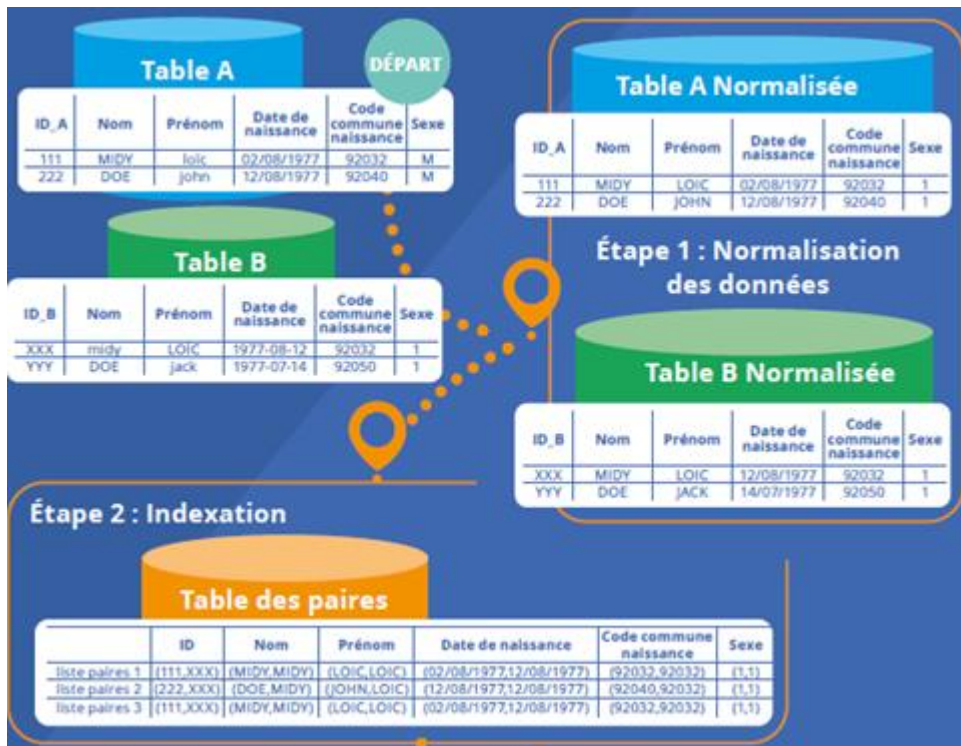 Table A
DÉPART
ID_A Nom Prénom Date de naissance Code commune naissance Sexe
111 MIDY loïc 02/08/1977 92032 M
222 DOE john 12/08/1977 92040 M
Table B
ID_B Nom Prénom Date de naissance Code commune naissance Sexe
XXX midy LOIC 1977-08-12 92032 1
YYY DOE jack 1977-07-14 92050 1
Table A Normalisée
ID_A Nom Prénom Date de naissance Code commune naissance Sexe
111 MIDY LOIC 02/08/1977 92032 1
222 DOE JOHN 12/08/1977 92040 1
Étape 1 : Normalisation
des données
Table B Normalisée
ID_B Nom Prénom Date de naissance Code commune naissance Sexe
XXX MIDY LOIC 12/08/1977 92032 1
YYY DOE JACK 14/07/1977 92050 1
Étape 2 : Indexation
Table des paires
ID Nom Prénom Date de naissance Code commune naissance Sexe
liste paires 1 (111,XXX) (MIDY,MIDY) (LOIC,LOIC) (02/08/1977,12/08/1977) (92032,92032) (1,1)
liste paires 2 (222,XXX) (DOE,MIDY) (JOHN,LOIC) (12/08/1977,12/08/1977) (92040,92032) (1,1)
liste paires 3 (111,XXX) (MIDY,MIDY) (LOIC,LOIC) (02/08/1977,12/08/1977) (92032,92032) (1,1)